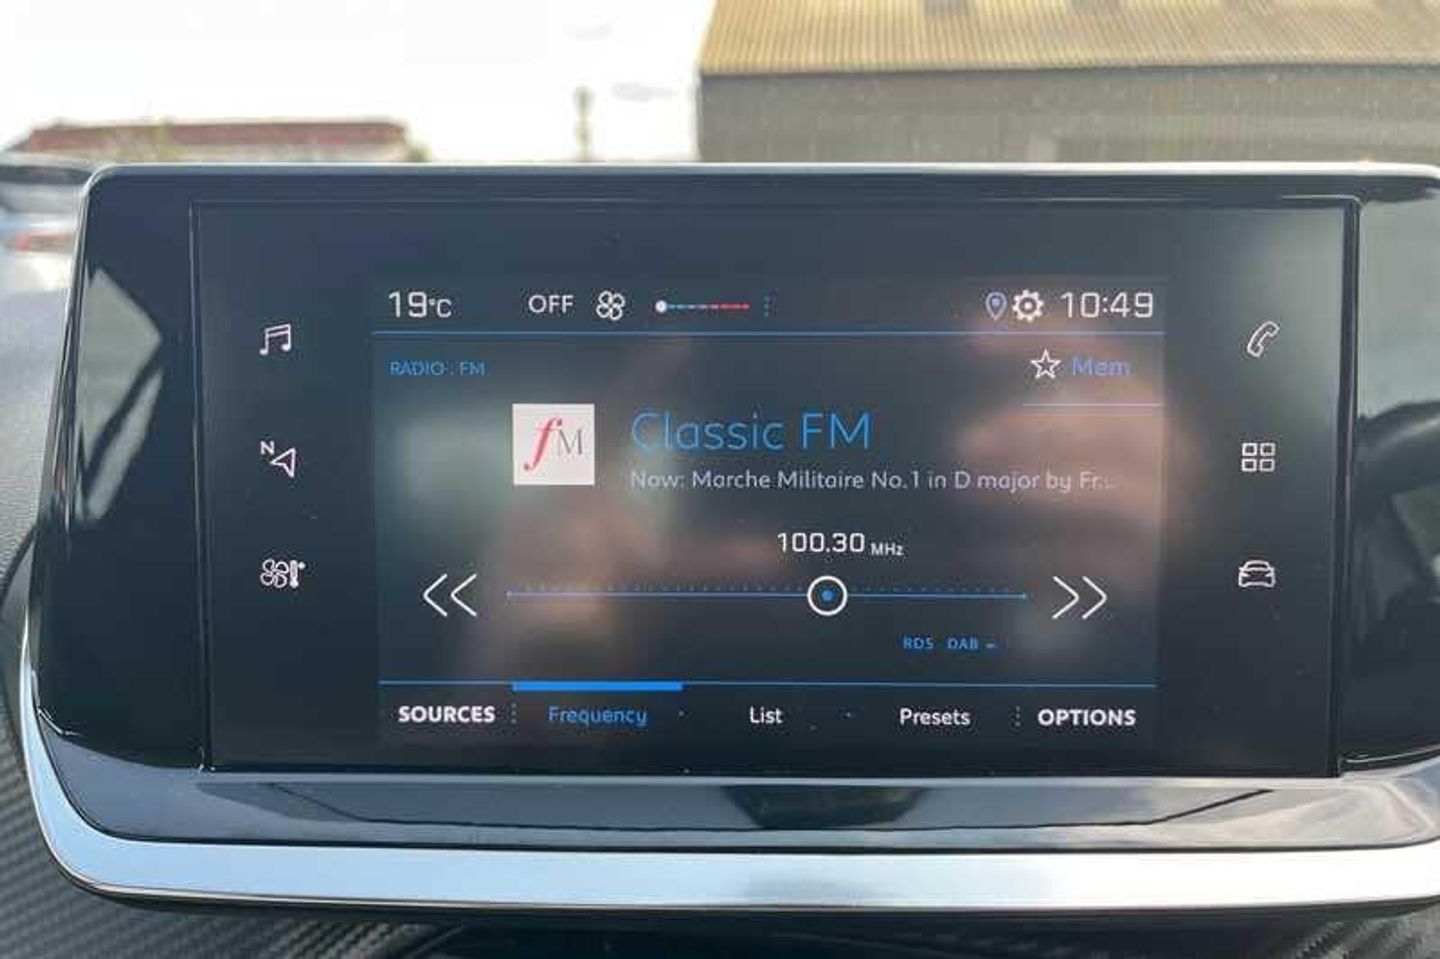 19°C OFF 10:49
RADIO . FM
Mem
fM
Classic FM
Now: Marche Militaire No.1 in D major by Fr...
N
100.30 MHz
RDS DAB
SOURCES Frequency List Presets OPTIONS